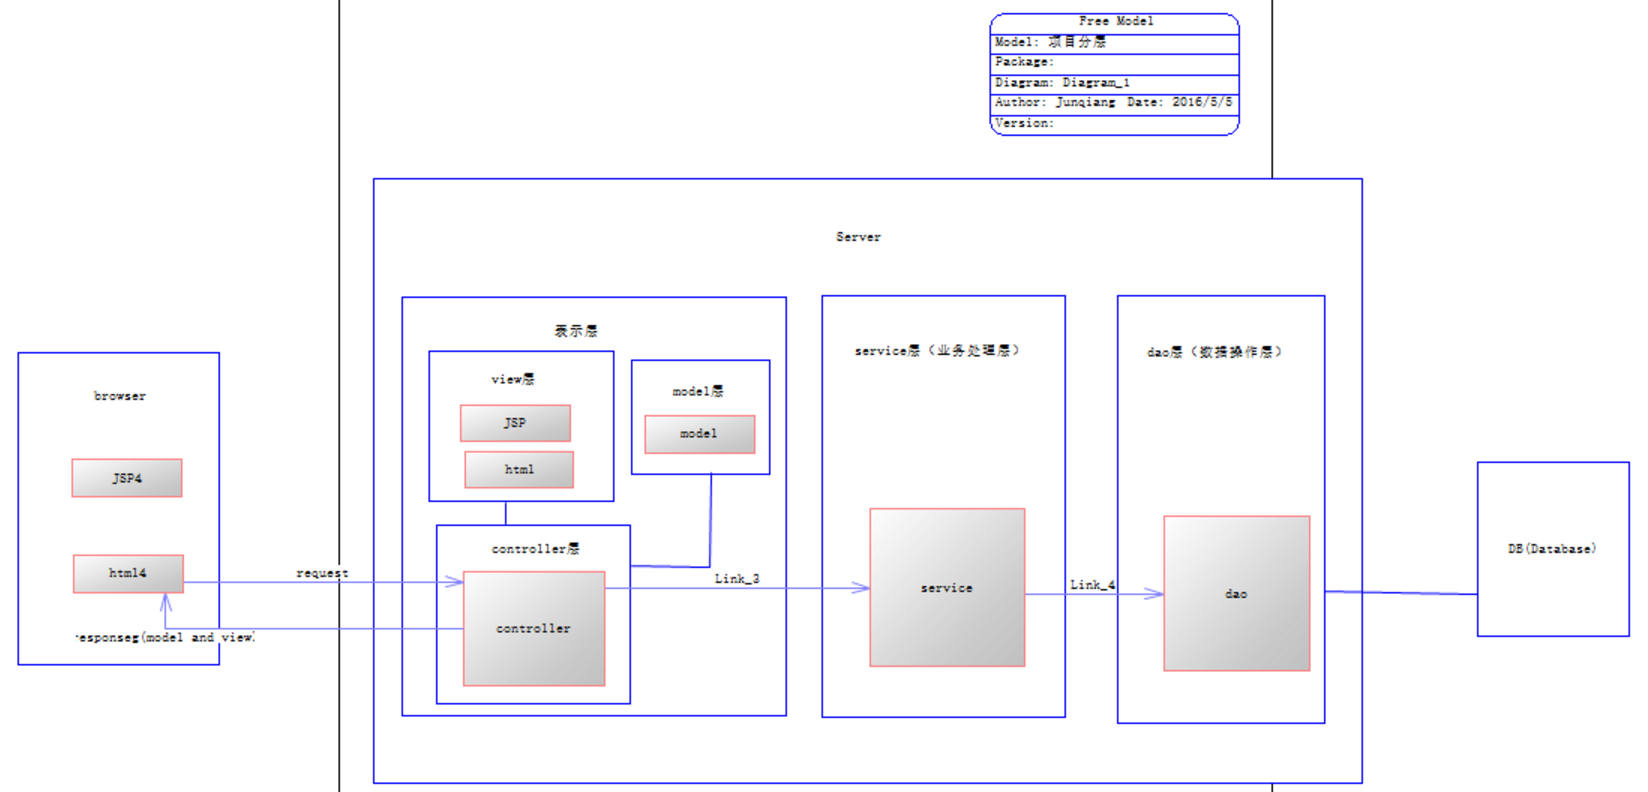 Free Model
Model: 项目分层
Package:
Diagram: Diagram_1
Author: Junqiang Date: 2016/5/5
Version:
Server
表示层
service层（业务处理层）
dao层（数据操作层）
view层
model层
browser
JSP
model
html
JSP4
controller层
DB(Database)
html4
request
Link_3
Link_4
service
dao
controller
responseg(model and view)